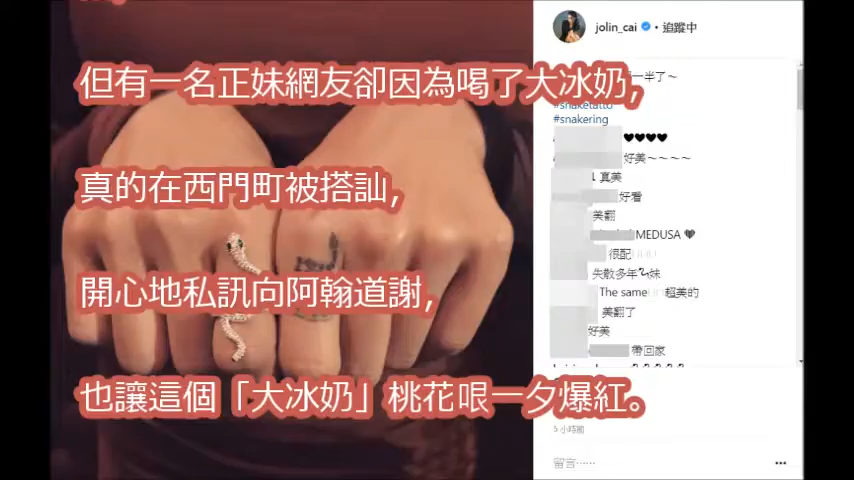 但有一名正妹網友卻因為喝了大冰奶,
真的在西門町被搭訕,
開心地私訊向阿翰道謝,
也讓這個「大冰奶」桃花哏一夕爆紅。
jolin_cai • 追蹤中
一半了~
#snaketatto
#snakering
♥♥♥♥
好美~~~~
真美
好看
美翻
MEDUSA
很配
失散多年 妹
The same 超美的
美翻了
好美
帶回家
5 小時前
留言......